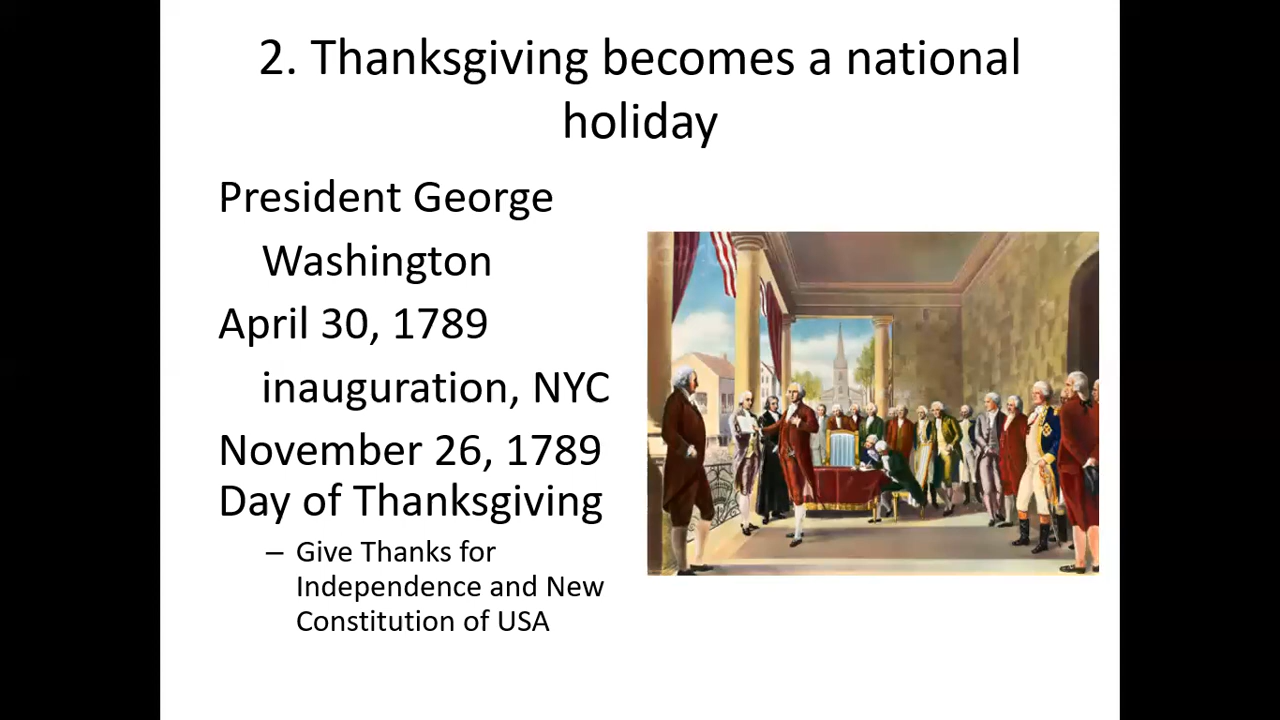 2. Thanksgiving becomes a national
holiday
President George
Washington
April 30, 1789
inauguration, NYC
November 26, 1789
Day of Thanksgiving
– Give Thanks for
Independence and New
Constitution of USA